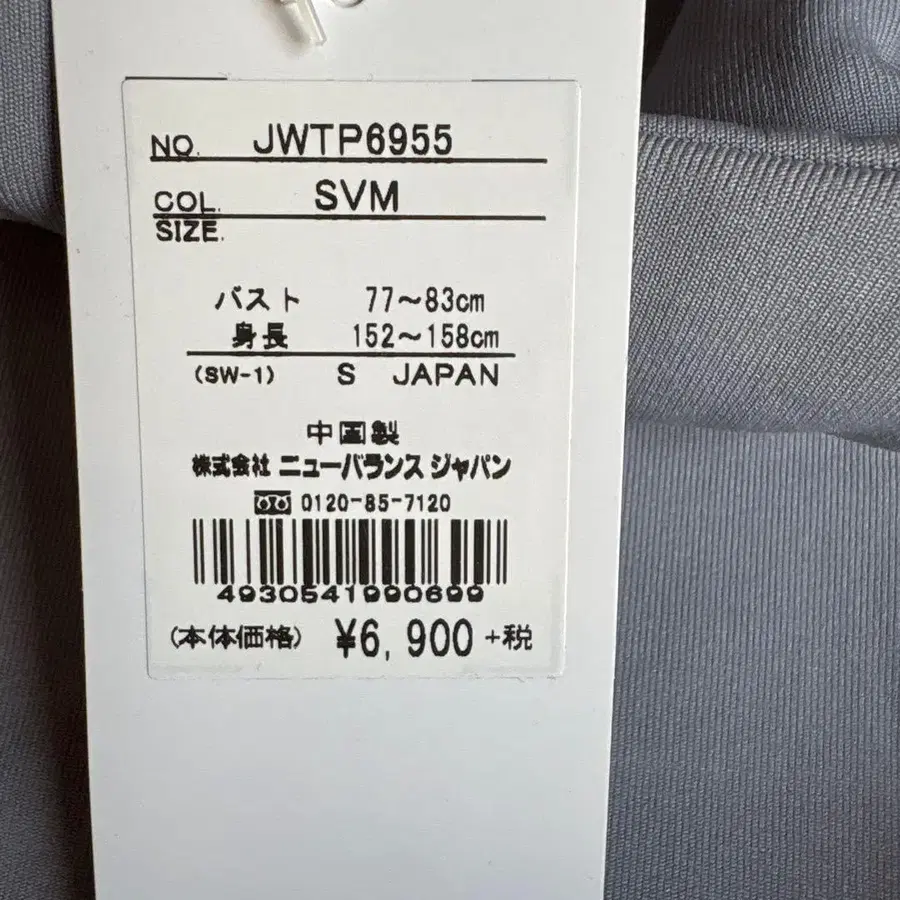 NO. JWTP6955
COL. SVM
SIZE.
バスト 77〜83cm
身長 152〜158cm
(SW-1) S JAPAN
中国製
株式会社 ニューバランス ジャパン
0120-85-7120
4930541990699
(本体価格) ¥6,900 +税